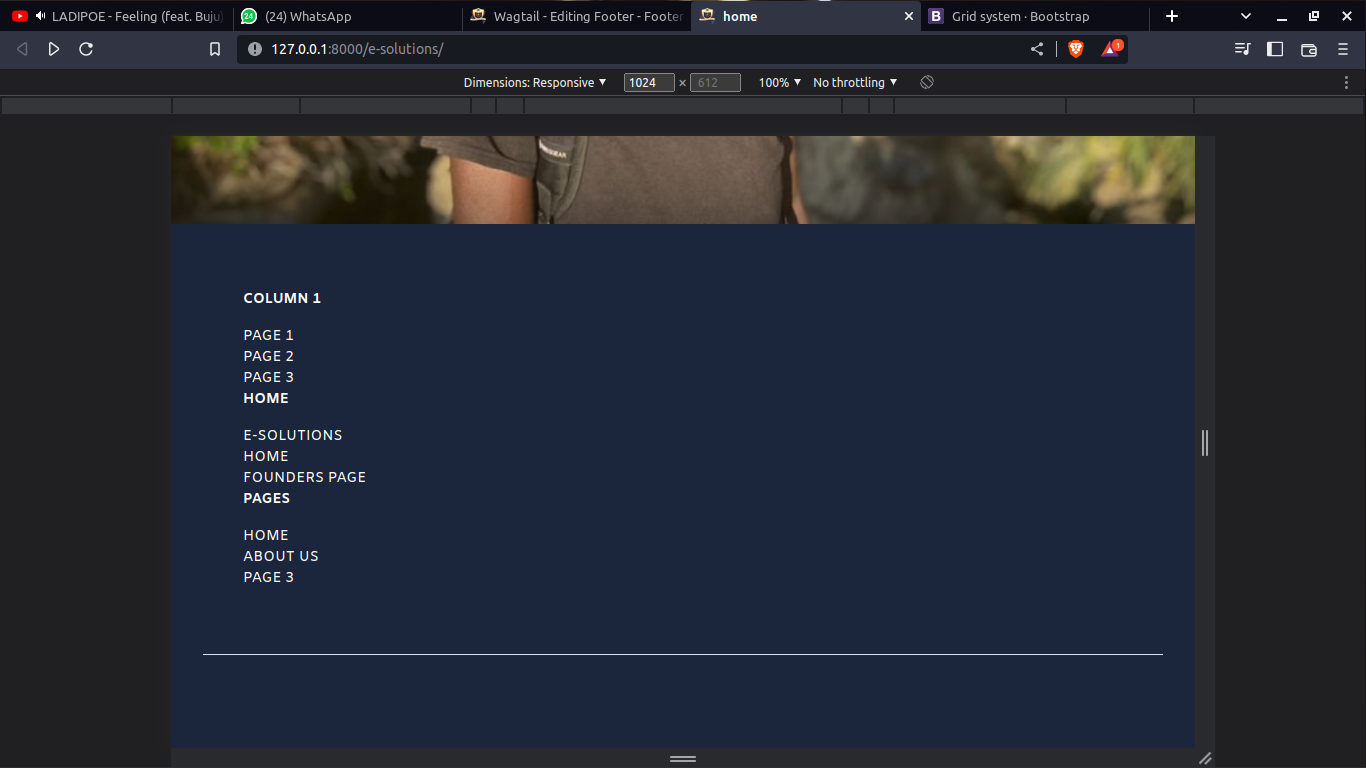 LADIPOE - Feeling (feat. Buju)
24
(24) WhatsApp
Wagtail - Editing Footer - Footer
home
B
Grid system · Bootstrap
127.0.0.1:8000/e-solutions/
1
Dimensions: Responsive
1024 × 612
100%
No throttling
COLUMN 1
PAGE 1
PAGE 2
PAGE 3
HOME
E-SOLUTIONS
HOME
FOUNDERS PAGE
PAGES
HOME
ABOUT US
PAGE 3